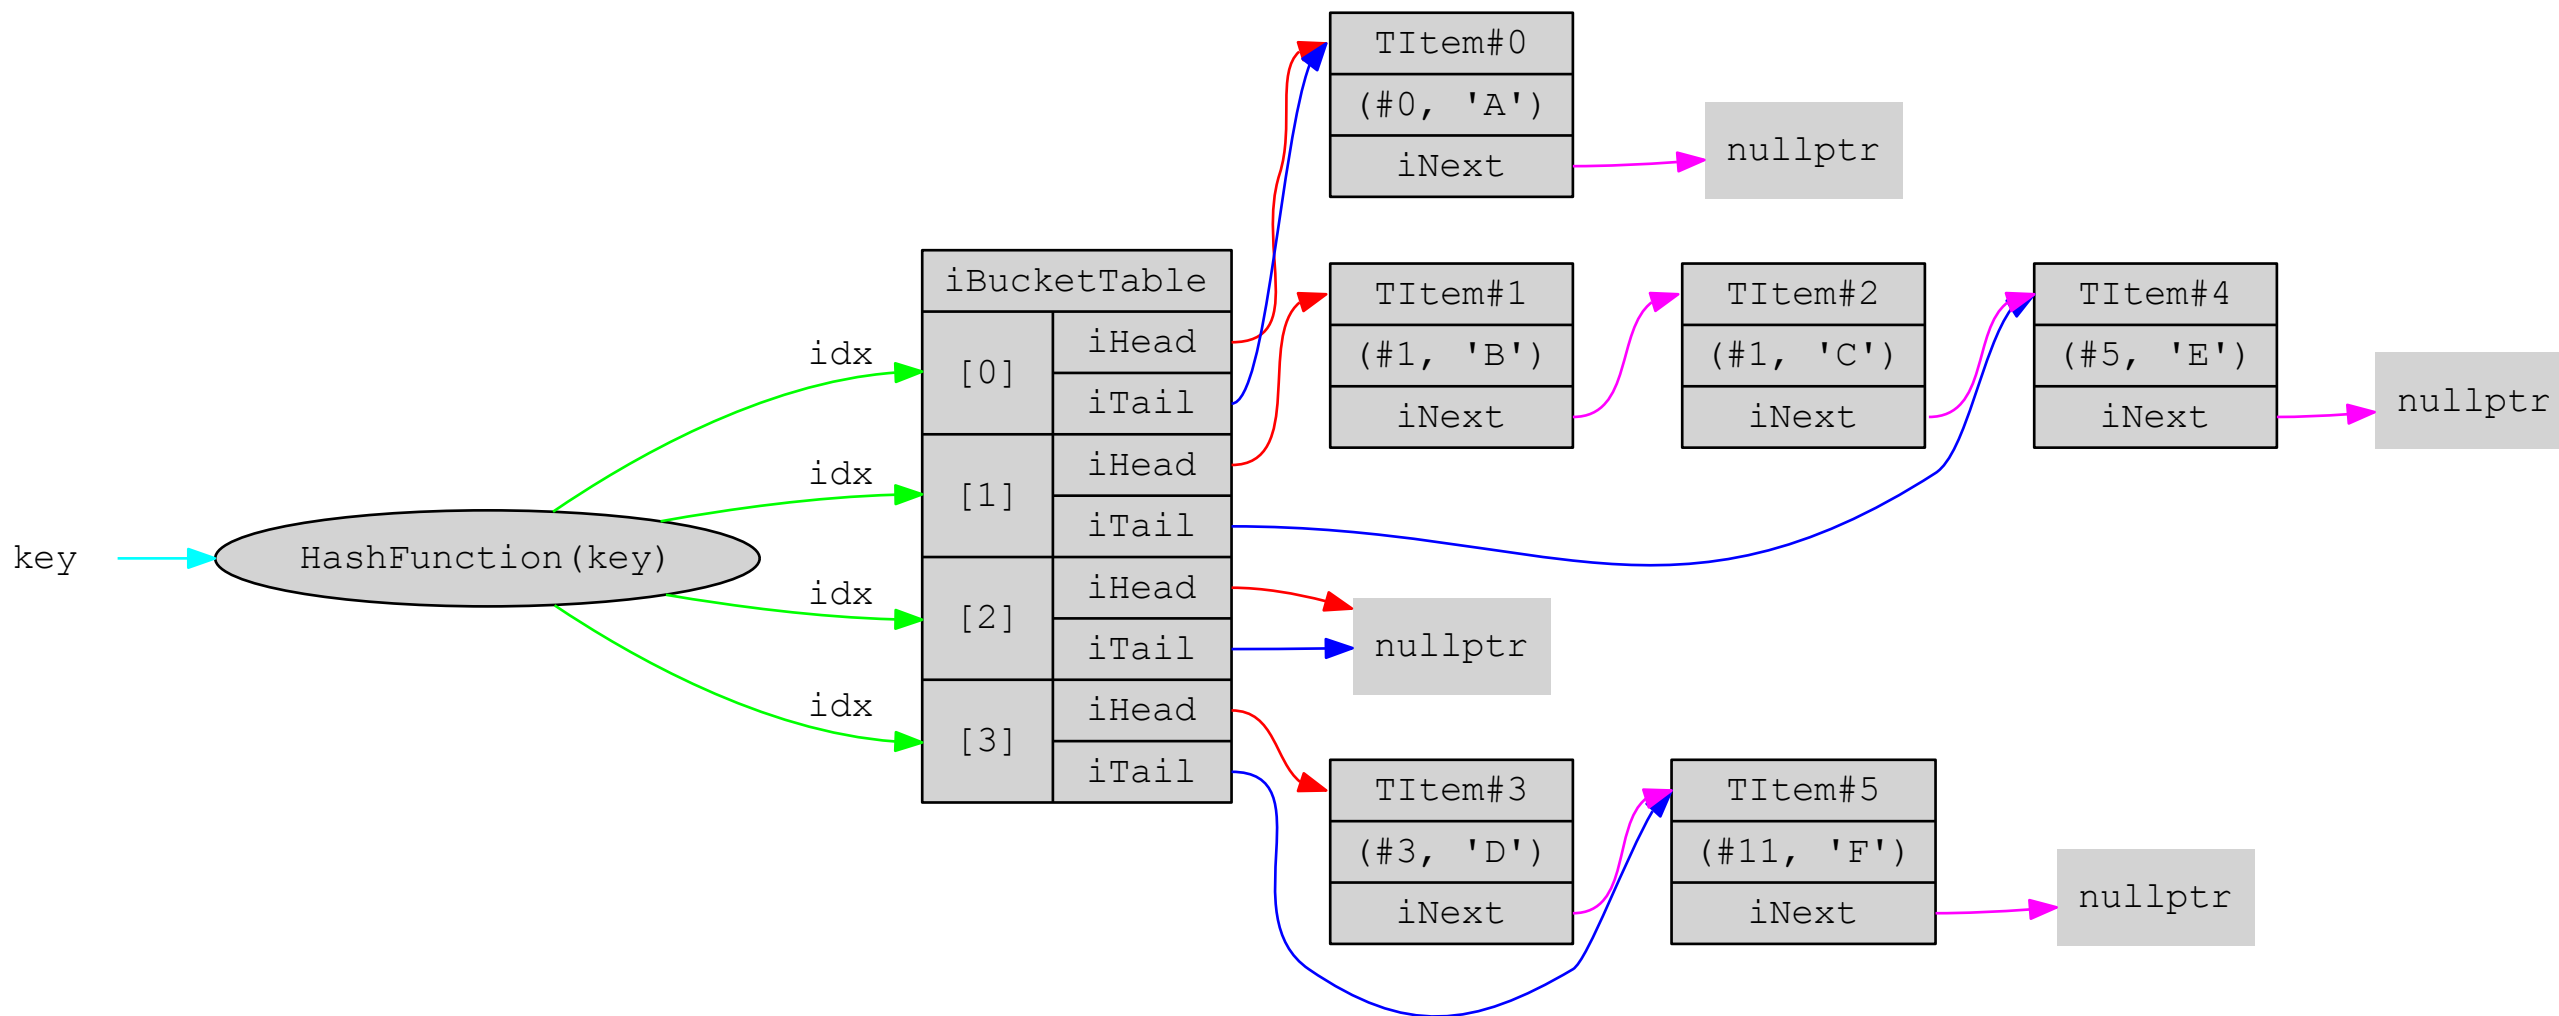 key
HashFunction(key)
idx
idx
idx
idx
iBucketTable
[0]
iHead
iTail
[1]
iHead
iTail
[2]
iHead
iTail
[3]
iHead
iTail
TItem#0
(#0, 'A')
iNext
nullptr
TItem#1
(#1, 'B')
iNext
TItem#2
(#1, 'C')
iNext
TItem#4
(#5, 'E')
iNext
nullptr
nullptr
TItem#3
(#3, 'D')
iNext
TItem#5
(#11, 'F')
iNext
nullptr